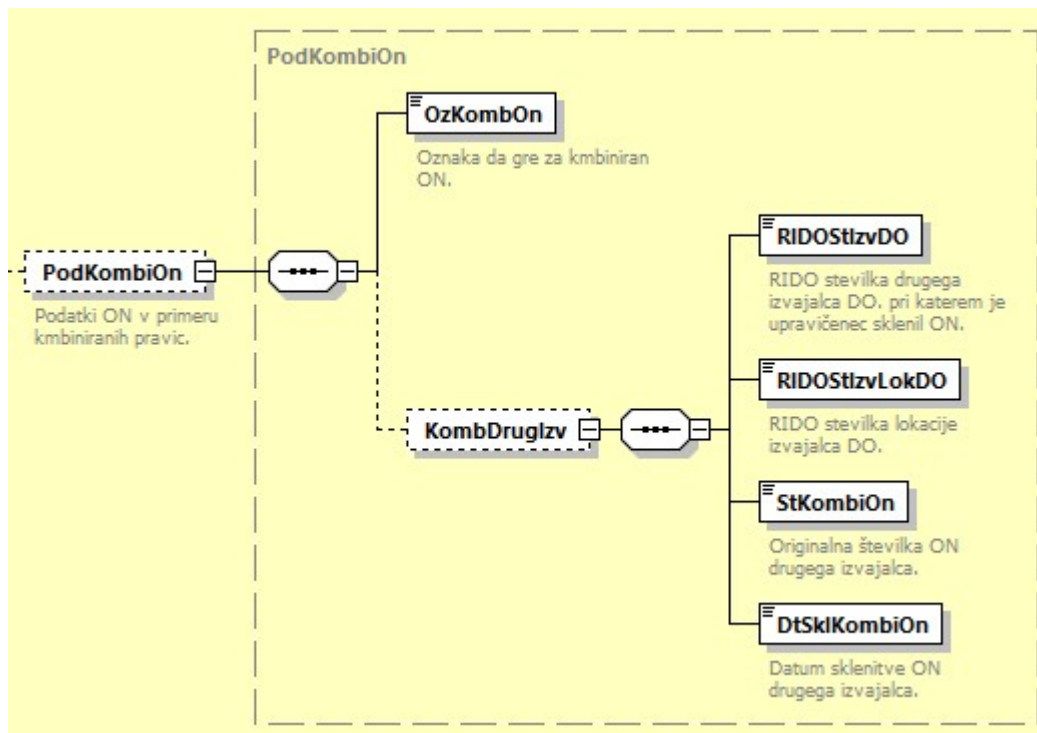 PodKombiOn
OzKombOn
Oznaka da gre za kmbiniran
ON.
PodKombiOn
Podatki ON v primeru
kmbiniranih pravic.
RIDOStIzvDO
RIDO stevilka drugega
izvajalca DO. pri katerem je
upravičenec sklenil ON.
RIDOStIzvLokDO
RIDO stevilka lokacije
izvajalca DO.
KombDrugIzv
StKombiOn
Originalna številka ON
drugega izvajalca.
DtSklKombiOn
Datum sklenitve ON
drugega izvajalca.